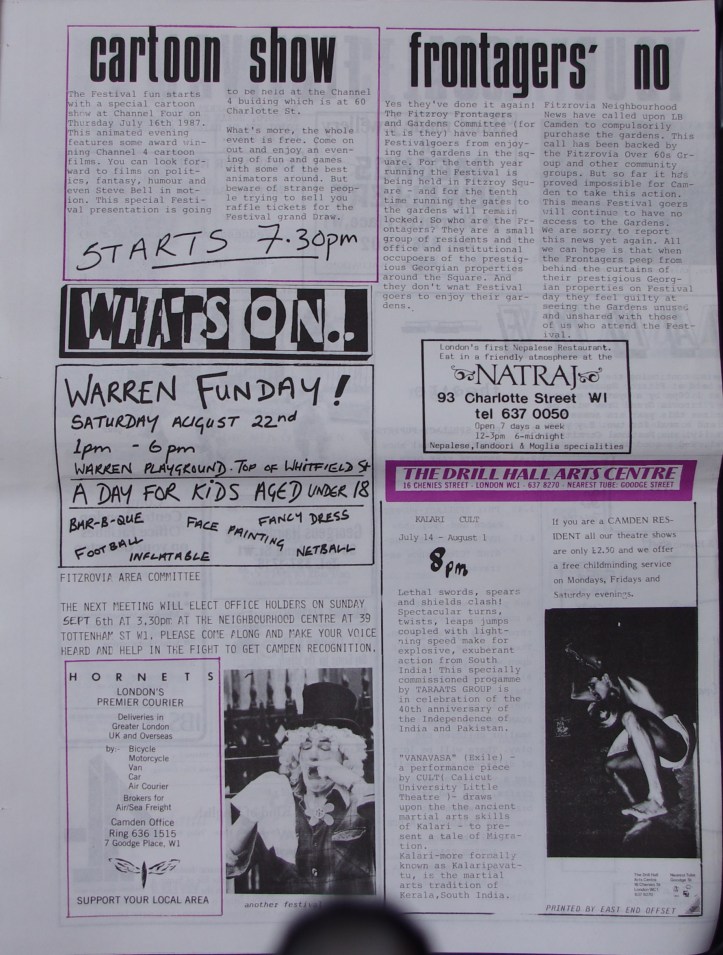 cartoon show
The Festival fun starts
with a special cartoon
show at Channel Four on
Thursday July 16th 1987.
This animated evening
features some award win-
ning Channel 4 cartoon
films. You can look for-
ward to films on polit-
ics, fantasy, humour and
even Steve Bell in mot-
ion. This special Festi-
val presentation is going
to be held at the Channel
4 buiding which is at 60
Charlotte St.
What's more, the whole
event is free. Come on
out and enjoy an even-
ing of fun and games
with some of the best
animators around. But
beware of strange peop-
le trying to sell you
raffle tickets for the
Festival grand Draw.
STARTS 7.30pm
frontagers' no
Yes they've done it again!
The Fitzroy Frontagers
and Gardens Committee (for
it is they) have banned
Festivalgoers from enjoy-
ing the gardens in the sq-
uare. For the tenth year
running the Festival is
being held in Fitzroy Squ-
are - and for the tenth
time running the gates to
the gardens will remain
locked. So who are the Fr-
ontagers? They are a small
group of residents and the
office and institutional
occupoers of the prestig-
ious Georgian properties
around the Square. And
they don't what Festival
goers to enjoy their gar-
dens.
Fitzrovia Neighbourhood
News have called upon LB
Camden to compulsorily
purchase the gardens. This
call has been backed by
the Fitzrovia Over 60s Gr-
oup and other community
groups. But so far it has
proved impossible for Cam-
den to take this action.
This means Festival goers
will continue to have no
access to the Gardens.
We are sorry to report
this news yet again. All
we can hope is that when
the Frontagers peep from
behind the curtains of
their prestigious Georg-
ian properties on Festival
day they feel guilty at
seeing the Gardens unused
and unshared with those
of us who attend the Fest-
ival.
WHATS ON..
WARREN FUNDAY!
SATURDAY AUGUST 22nd
1pm - 6pm
WARREN PLAYGROUND. TOP OF WHITFIELD St
A DAY FOR KIDS AGED UNDER 18
BAR-B-QUE
FACE PAINTING
FANCY DRESS
FOOTBALL
INFLATABLE
NETBALL
FITZROVIA AREA COMMITTEE
THE NEXT MEETING WILL ELECT OFFICE HOLDERS ON SUNDAY
SEPT 6th AT 3.30pm AT THE NEIGHBOURHOOD CENTRE AT 39
TOTTENHAM ST W1. PLEASE COME ALONG AND MAKE YOUR VOICE
HEARD AND HELP IN THE FIGHT TO GET CAMDEN RECOGNITION.
HORNETS
LONDON'S
PREMIER COURIER
Deliveries in
Greater London
UK and Overseas
by:- Bicycle
Motorcycle
Van
Car
Air Courier
Brokers for
Air/Sea Freight
Camden Office
Ring 636 1515
7 Goodge Place, W1
SUPPORT YOUR LOCAL AREA
another festi
London's first Nepalese Restaurant.
Eat in a friendly atmosphere at the
NATRAJ
93 Charlotte Street W1
tel 637 0050
Open 7 days a week
12-3pm 6-midnight
Nepalese,Tandoori & Moglia specialities
THE DRILL HALL ARTS CENTRE
16 CHENIES STREET · LONDON WC1 · 637 8270 · NEAREST TUBE: GOODGE STREET
KALARI CULT
July 14 - August 1
8pm
Lethal swords, spears
and shields clash!
Spectacular turns,
twists, leaps jumps
coupled with light-
ning speed make for
explosive, exuberant
action from South
India! This specially
commissioned progamme
by TARAATS GROUP is
in celebration of the
40th anniversary of
the Independence of
India and Pakistan.
"VANAVASA" (Exile) -
a performance piece
by CULT( Calicut
University Little
Theatre )- draws
upon the the ancient
martial arts skills
of Kalari - to pre-
sent a tale of Migra-
tion.
Kalari-more formally
known as Kalaripavat-
tu, is the martial
arts tradition of
Kerala,South India.
If you are a CAMDEN RES-
IDENT all our theatre shows
are only £2.50 and we offer
a free childminding service
on Mondays, Fridays and
Saturday evenings.
The Drill Hall
Arts Centre
16 Chenies St
London WC1
637 8270
Nearest Tube
Goodge St
PRINTED BY EAST END OFFSET